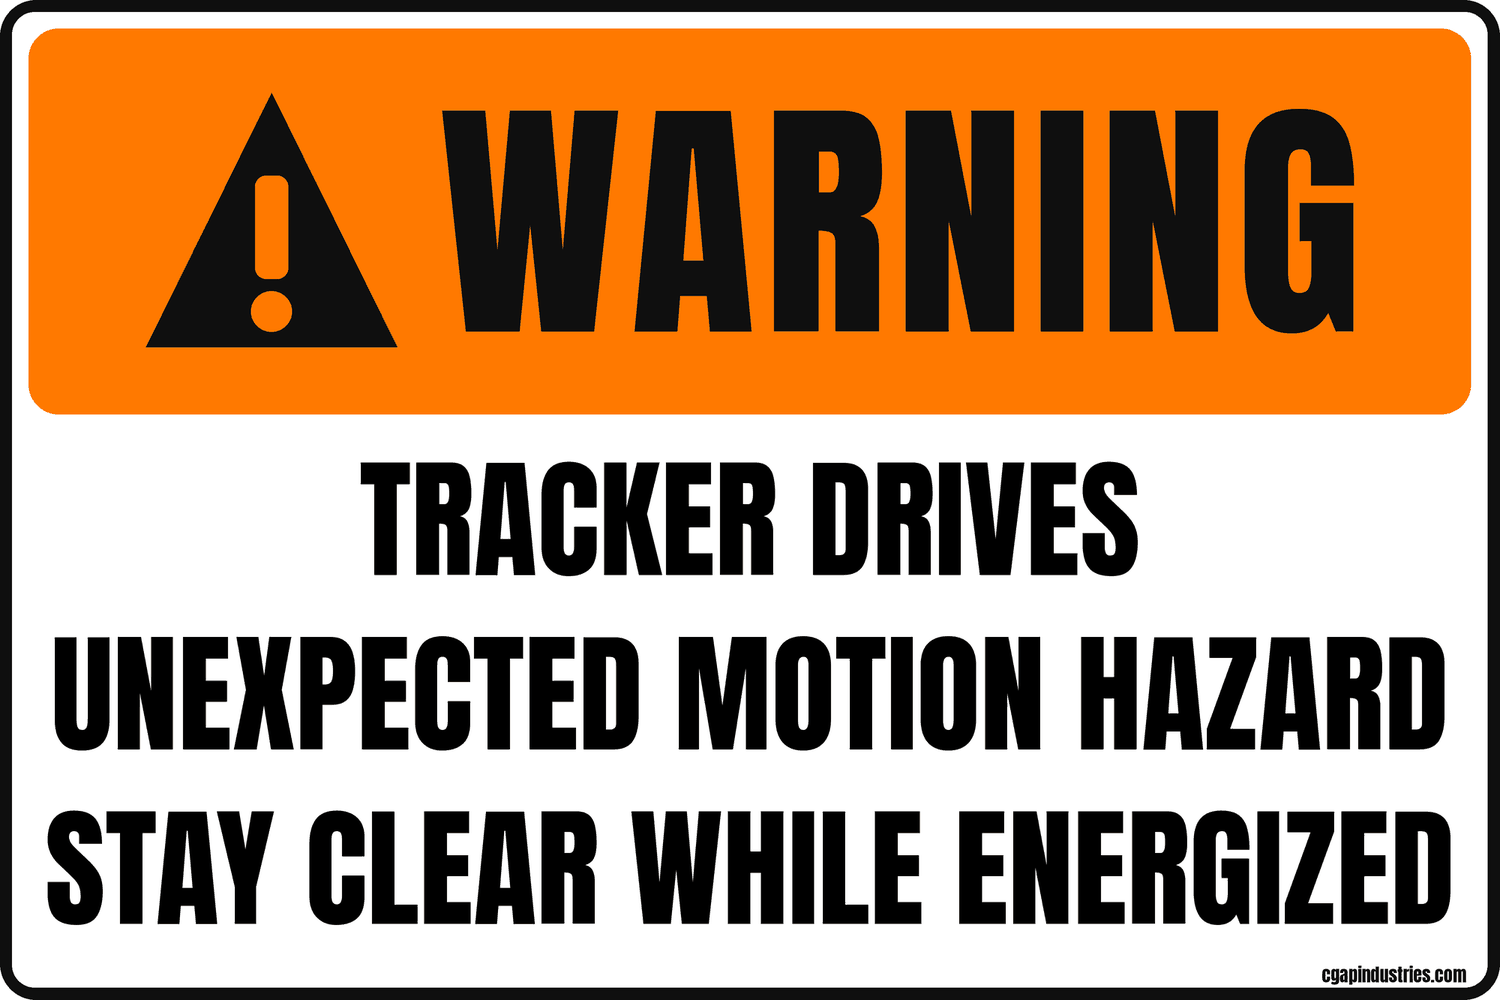 WARNING
TRACKER DRIVES
UNEXPECTED MOTION HAZARD
STAY CLEAR WHILE ENERGIZED
cgapindustries.com